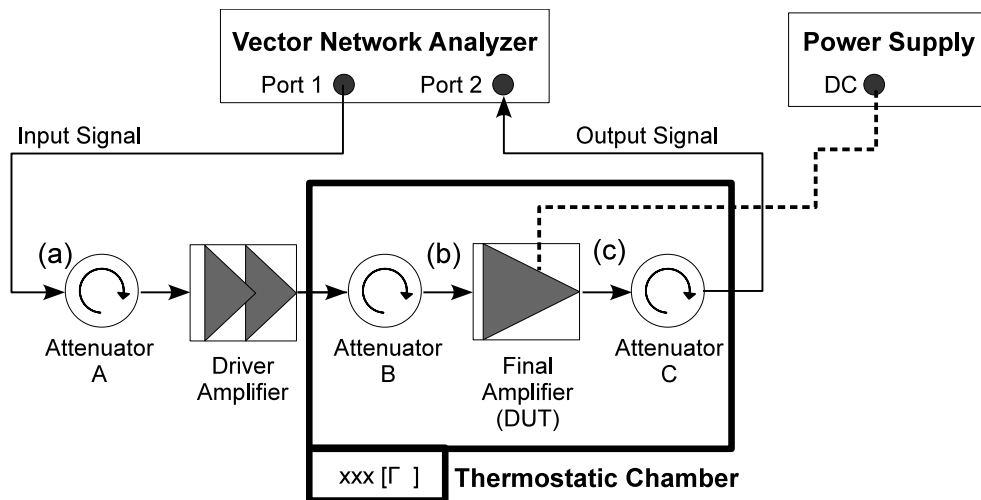 Vector Network Analyzer
Port 1
Port 2
Power Supply
DC
Input Signal
Output Signal
(a)
(b)
(c)
Attenuator
A
Driver
Amplifier
Attenuator
B
Final
Amplifier
(DUT)
Attenuator
C
xxx [Γ ]
Thermostatic Chamber